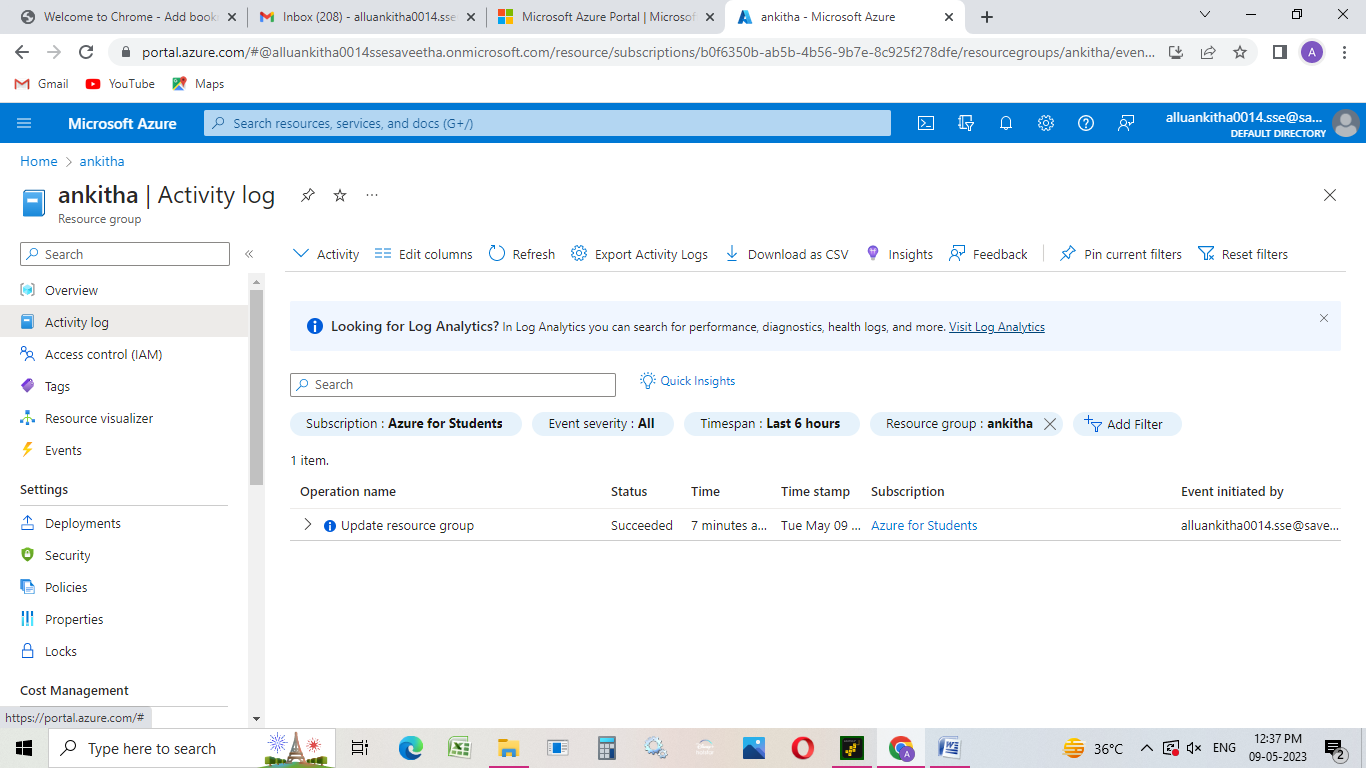 Welcome to Chrome - Add book
Inbox (208) - alluankitha0014.sse
Microsoft Azure Portal | Microsof
ankitha - Microsoft Azure
portal.azure.com/#@alluankitha0014ssesaveetha.onmicrosoft.com/resource/subscriptions/b0f6350b-ab5b-4b56-9b7e-8c925f278dfe/resourcegroups/ankitha/even...
A
Gmail
YouTube
Maps
Microsoft Azure
Search resources, services, and docs (G+/)
alluankitha0014.sse@sa...
DEFAULT DIRECTORY
Home > ankitha
ankitha | Activity log
Resource group
Search
Overview
Activity log
Access control (IAM)
Tags
Resource visualizer
Events
Settings
Deployments
Security
Policies
Properties
Locks
Cost Management
https://portal.azure.com/#
Activity
Edit columns
Refresh
Export Activity Logs
Download as CSV
Insights
Feedback
Pin current filters
Reset filters
Looking for Log Analytics? In Log Analytics you can search for performance, diagnostics, health logs, and more. Visit Log Analytics
Search
Quick Insights
Subscription : Azure for Students
Event severity : All
Timespan : Last 6 hours
Resource group : ankitha
Add Filter
1 item.
Operation name Status Time Time stamp Subscription Event initiated by
Update resource group Succeeded 7 minutes a... Tue May 09 ... Azure for Students alluankitha0014.sse@save...
Type here to search
36°C
ENG
12:37 PM
09-05-2023
2